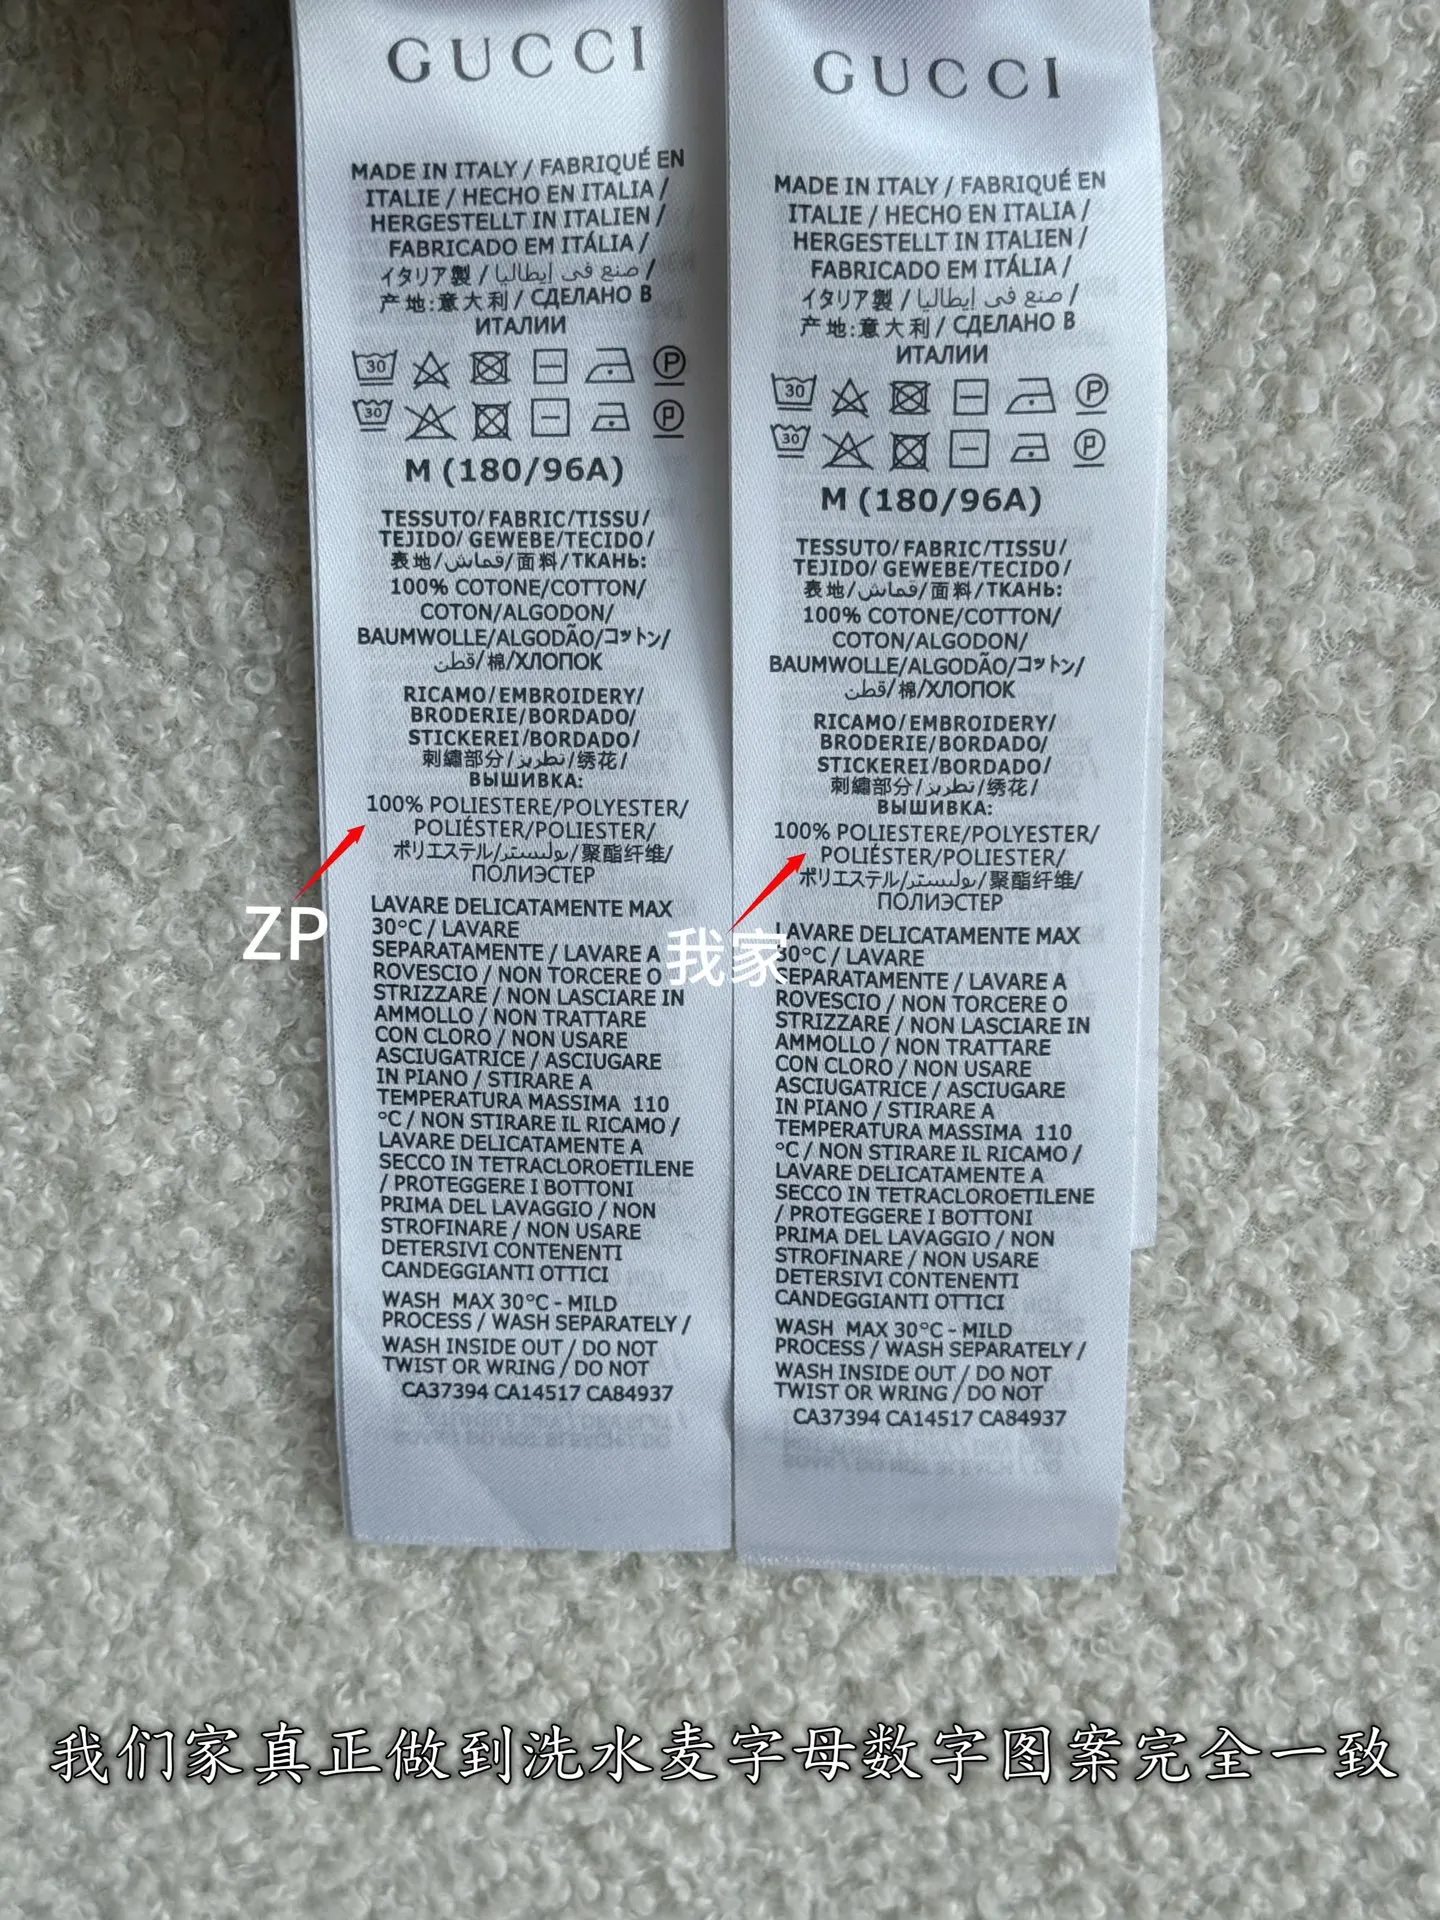 GUCCI
MADE IN ITALY / FABRIQUÉ EN
ITALIE / HECHO EN ITALIA /
HERGESTELLT IN ITALIEN /
FABRICADO EM ITÁLIA /
イタリア製 / صنع في إيطاليا /
产地:意大利 / СДЕЛАНО В
ИТАЛИИ
30 P
30 P
M (180/96A)
TESSUTO/FABRIC/TISSU/
TEJIDO/ GEWEBE/TECIDO/
表地/قماش/面料/ТКАНЬ:
100% COTONE/COTTON/
COTON/ALGODON/
BAUMWOLLE/ALGODÃO/コットン/
قطن/棉/ХЛОПОК
RICAMO/EMBROIDERY/
BRODERIE/BORDADO/
STICKEREI/BORDADO/
刺繡部分/تطريز/绣花/
ВЫШИВКА:
100% POLIESTERE/POLYESTER/
POLIÉSTER/POLIESTER/
ポリエステル/بوليستر/聚酯纤维/
ПОЛИЭСТЕР
ZP
LAVARE DELICATAMENTE MAX
30°C / LAVARE
SEPARATAMENTE / LAVARE A
ROVESCIO / NON TORCERE O
STRIZZARE / NON LASCIARE IN
AMMOLLO / NON TRATTARE
CON CLORO / NON USARE
ASCIUGATRICE / ASCIUGARE
IN PIANO / STIRARE A
TEMPERATURA MASSIMA 110
°C / NON STIRARE IL RICAMO /
LAVARE DELICATAMENTE A
SECCO IN TETRACLOROETILENE
/ PROTEGGERE I BOTTONI
PRIMA DEL LAVAGGIO / NON
STROFINARE / NON USARE
DETERSIVI CONTENENTI
CANDEGGIANTI OTTICI
WASH MAX 30°C - MILD
PROCESS / WASH SEPARATELY /
WASH INSIDE OUT / DO NOT
TWIST OR WRING / DO NOT
CA37394 CA14517 CA84937
GUCCI
MADE IN ITALY / FABRIQUÉ EN
ITALIE / HECHO EN ITALIA /
HERGESTELLT IN ITALIEN /
FABRICADO EM ITÁLIA /
イタリア製 / صنع في إيطاليا /
产地:意大利 / СДЕЛАНО В
ИТАЛИИ
30 P
30 P
M (180/96A)
TESSUTO/FABRIC/TISSU/
TEJIDO/ GEWEBE/TECIDO/
表地/قماش/面料/ТКАНЬ:
100% COTONE/COTTON/
COTON/ALGODON/
BAUMWOLLE/ALGODÃO/コットン/
قطن/棉/ХЛОПОК
RICAMO/EMBROIDERY/
BRODERIE/BORDADO/
STICKEREI/BORDADO/
刺繡部分/تطريز/绣花/
ВЫШИВКА:
100% POLIESTERE/POLYESTER/
POLIÉSTER/POLIESTER/
ポリエステル/بوليستر/聚酯纤维/
ПОЛИЭСТЕР
我家
LAVARE DELICATAMENTE MAX
30°C / LAVARE
SEPARATAMENTE / LAVARE A
ROVESCIO / NON TORCERE O
STRIZZARE / NON LASCIARE IN
AMMOLLO / NON TRATTARE
CON CLORO / NON USARE
ASCIUGATRICE / ASCIUGARE
IN PIANO / STIRARE A
TEMPERATURA MASSIMA 110
°C / NON STIRARE IL RICAMO /
LAVARE DELICATAMENTE A
SECCO IN TETRACLOROETILENE
/ PROTEGGERE I BOTTONI
PRIMA DEL LAVAGGIO / NON
STROFINARE / NON USARE
DETERSIVI CONTENENTI
CANDEGGIANTI OTTICI
WASH MAX 30°C - MILD
PROCESS / WASH SEPARATELY /
WASH INSIDE OUT / DO NOT
TWIST OR WRING / DO NOT
CA37394 CA14517 CA84937
我们家真正做到洗水麦字母数字图案完全一致